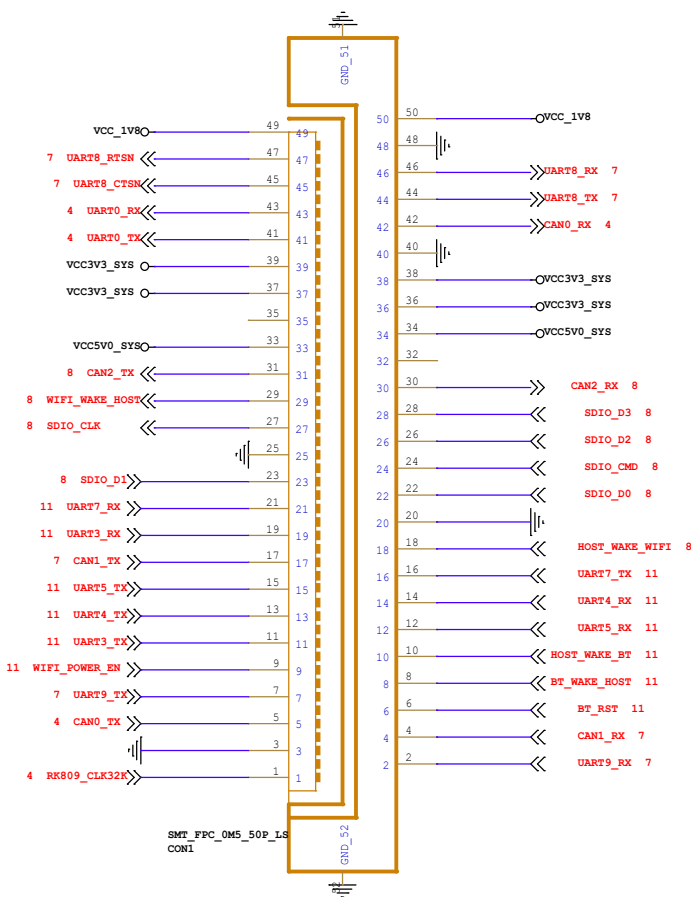 51
GND_51
50 50 VCC_1V8
VCC_1V8 49 49
48 48
7 UART8_RTSN 47 47
46 46 UART8_RX 7
7 UART8_CTSN 45 45
44 44 UART8_TX 7
4 UART0_RX 43 43
42 42 CAN0_RX 4
4 UART0_TX 41 41
40 40
VCC3V3_SYS 39 39
38 38 VCC3V3_SYS
VCC3V3_SYS 37 37
36 36 VCC3V3_SYS
35 35
34 34 VCC5V0_SYS
VCC5V0_SYS 33 33
32 32
8 CAN2_TX 31 31
30 30 CAN2_RX 8
8 WIFI_WAKE_HOST 29 29
28 28 SDIO_D3 8
8 SDIO_CLK 27 27
26 26 SDIO_D2 8
25 25
24 24 SDIO_CMD 8
8 SDIO_D1 23 23
22 22 SDIO_D0 8
11 UART7_RX 21 21
20 20
11 UART3_RX 19 19
18 18 HOST_WAKE_WIFI 8
7 CAN1_TX 17 17
16 16 UART7_TX 11
11 UART5_TX 15 15
14 14 UART4_RX 11
11 UART4_TX 13 13
12 12 UART5_RX 11
11 UART3_TX 11 11
10 10 HOST_WAKE_BT 11
11 WIFI_POWER_EN 9 9
8 8 BT_WAKE_HOST 11
7 UART9_TX 7 7
6 6 BT_RST 11
4 CAN0_TX 5 5
4 4 CAN1_RX 7
3 3
2 2 UART9_RX 7
4 RK809_CLK32K 1 1
SMT_FPC_0M5_50P_LS
CON1
GND_52
52